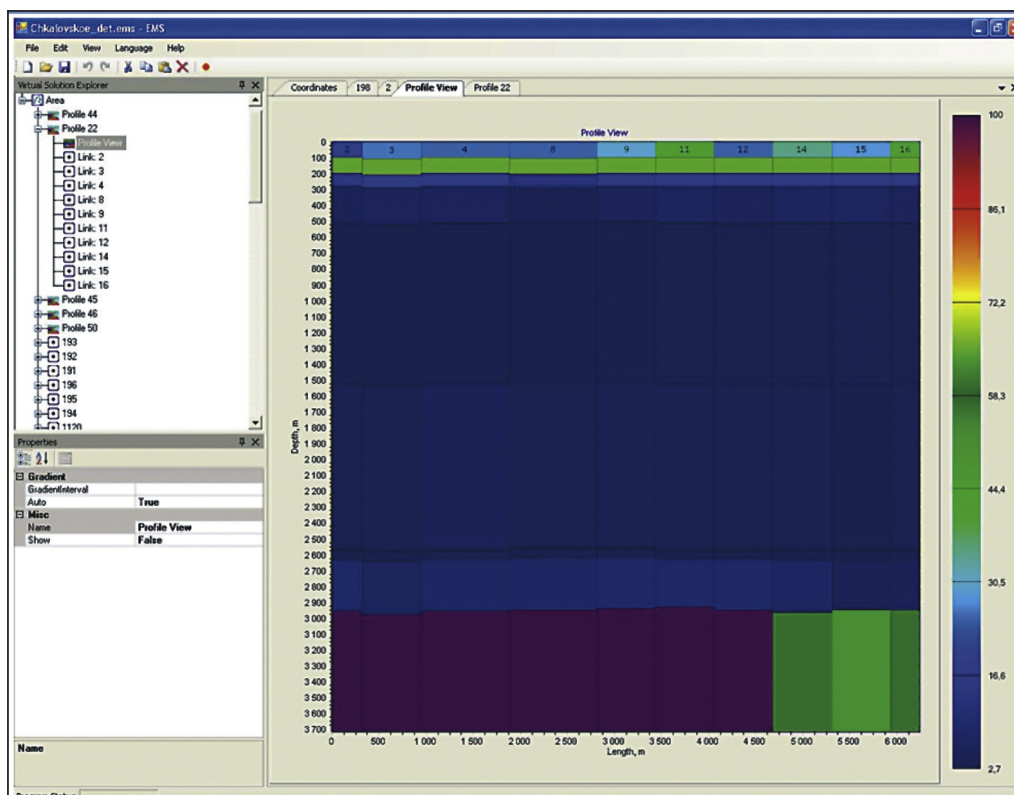 Chkalovskoe_det.ems - EMS
File Edit View Language Help
Virtual Solution Explorer
Area
Profile 44
Profile 22
Profile View
Link: 2
Link: 3
Link: 4
Link: 8
Link: 9
Link: 11
Link: 12
Link: 14
Link: 15
Link: 16
Profile 45
Profile 46
Profile 50
193
192
191
196
195
194
1120
Properties
Gradient
GradientInterval
Auto True
Misc
Name Profile View
Show False
Name
Program Status
Coordinates 198 2 Profile View Profile 22
Profile View
2 3 4 8 9 11 12 14 15 16
Depth, m
0
100
200
300
400
500
600
700
800
900
1 000
1 100
1 200
1 300
1 400
1 500
1 600
1 700
1 800
1 900
2 000
2 100
2 200
2 300
2 400
2 500
2 600
2 700
2 800
2 900
3 000
3 100
3 200
3 300
3 400
3 500
3 600
3 700
0 500 1 000 1 500 2 000 2 500 3 000 3 500 4 000 4 500 5 000 5 500 6 000
Length, m
100
86,1
72,2
58,3
44,4
30,5
16,6
2,7